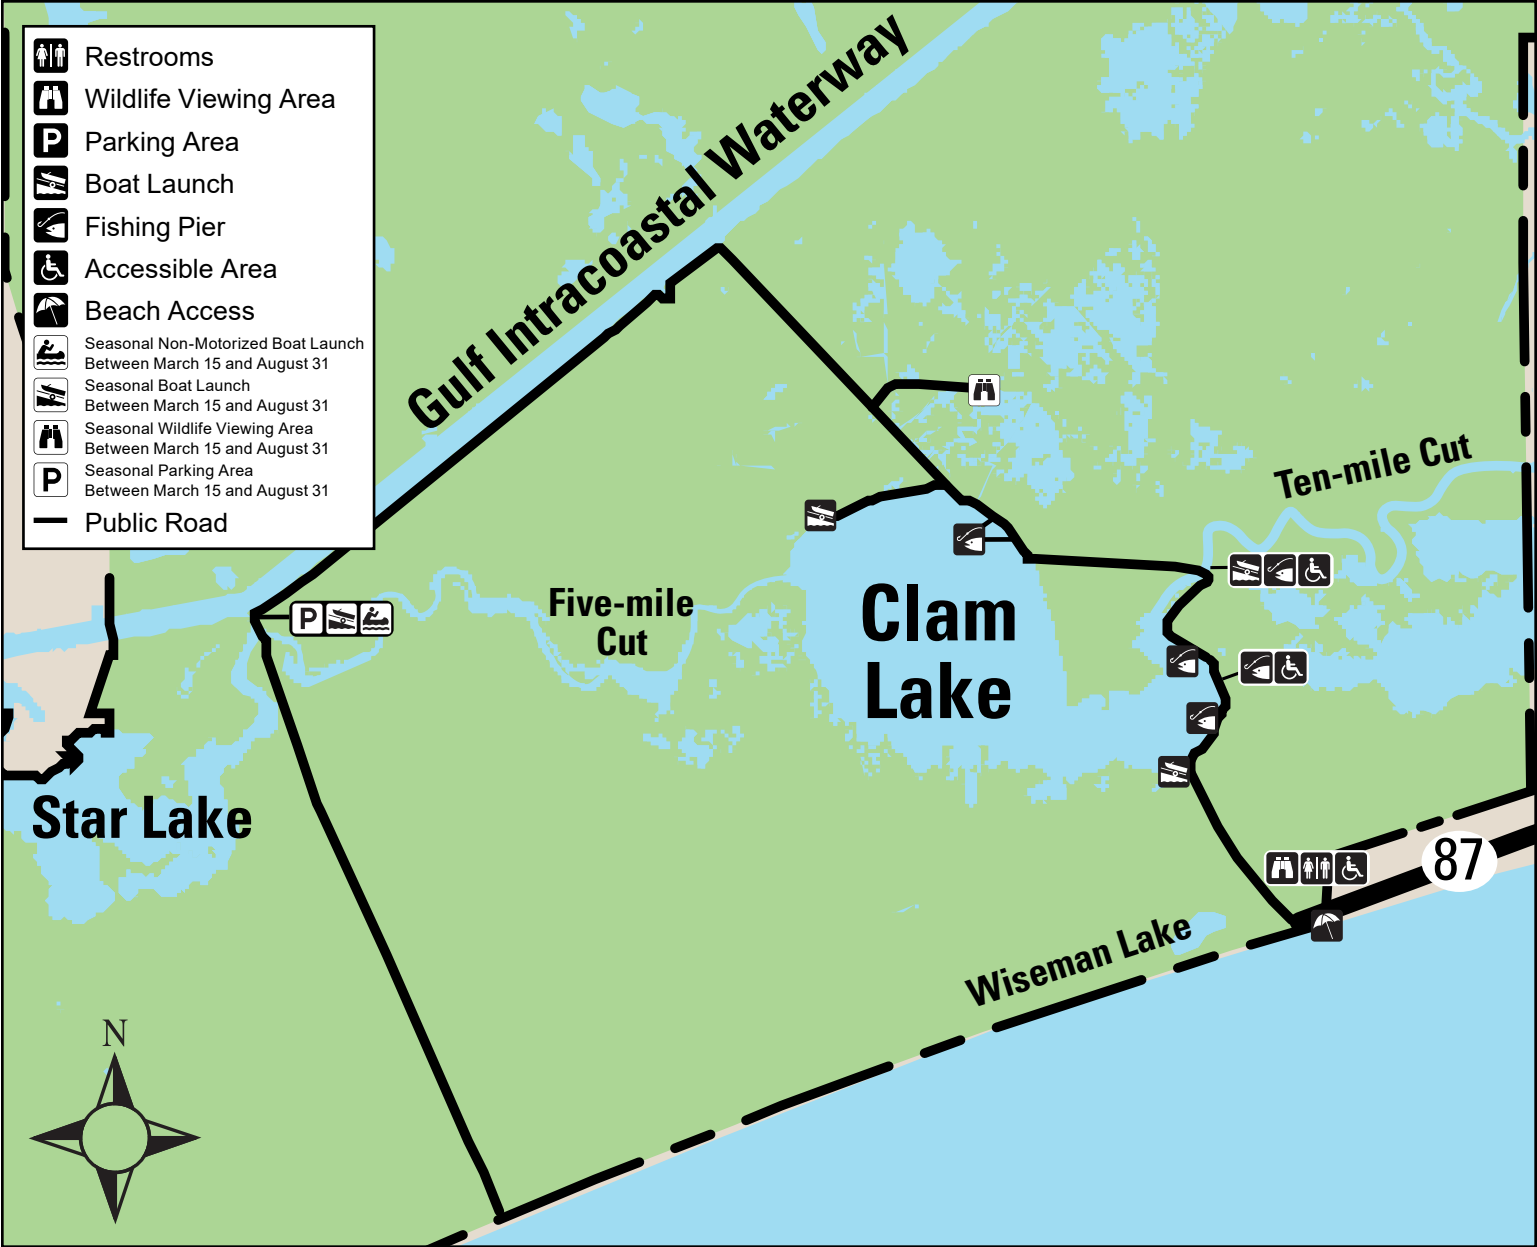 Restrooms
Wildlife Viewing Area
P
Parking Area
Boat Launch
Fishing Pier
Accessible Area
Beach Access
Seasonal Non-Motorized Boat Launch
Between March 15 and August 31
Seasonal Boat Launch
Between March 15 and August 31
Seasonal Wildlife Viewing Area
Between March 15 and August 31
P
Seasonal Parking Area
Between March 15 and August 31
Public Road
Gulf Intracoastal Waterway
Ten-mile Cut
Five-mile
Cut
P
Clam
Lake
Star Lake
87
Wiseman Lake
N